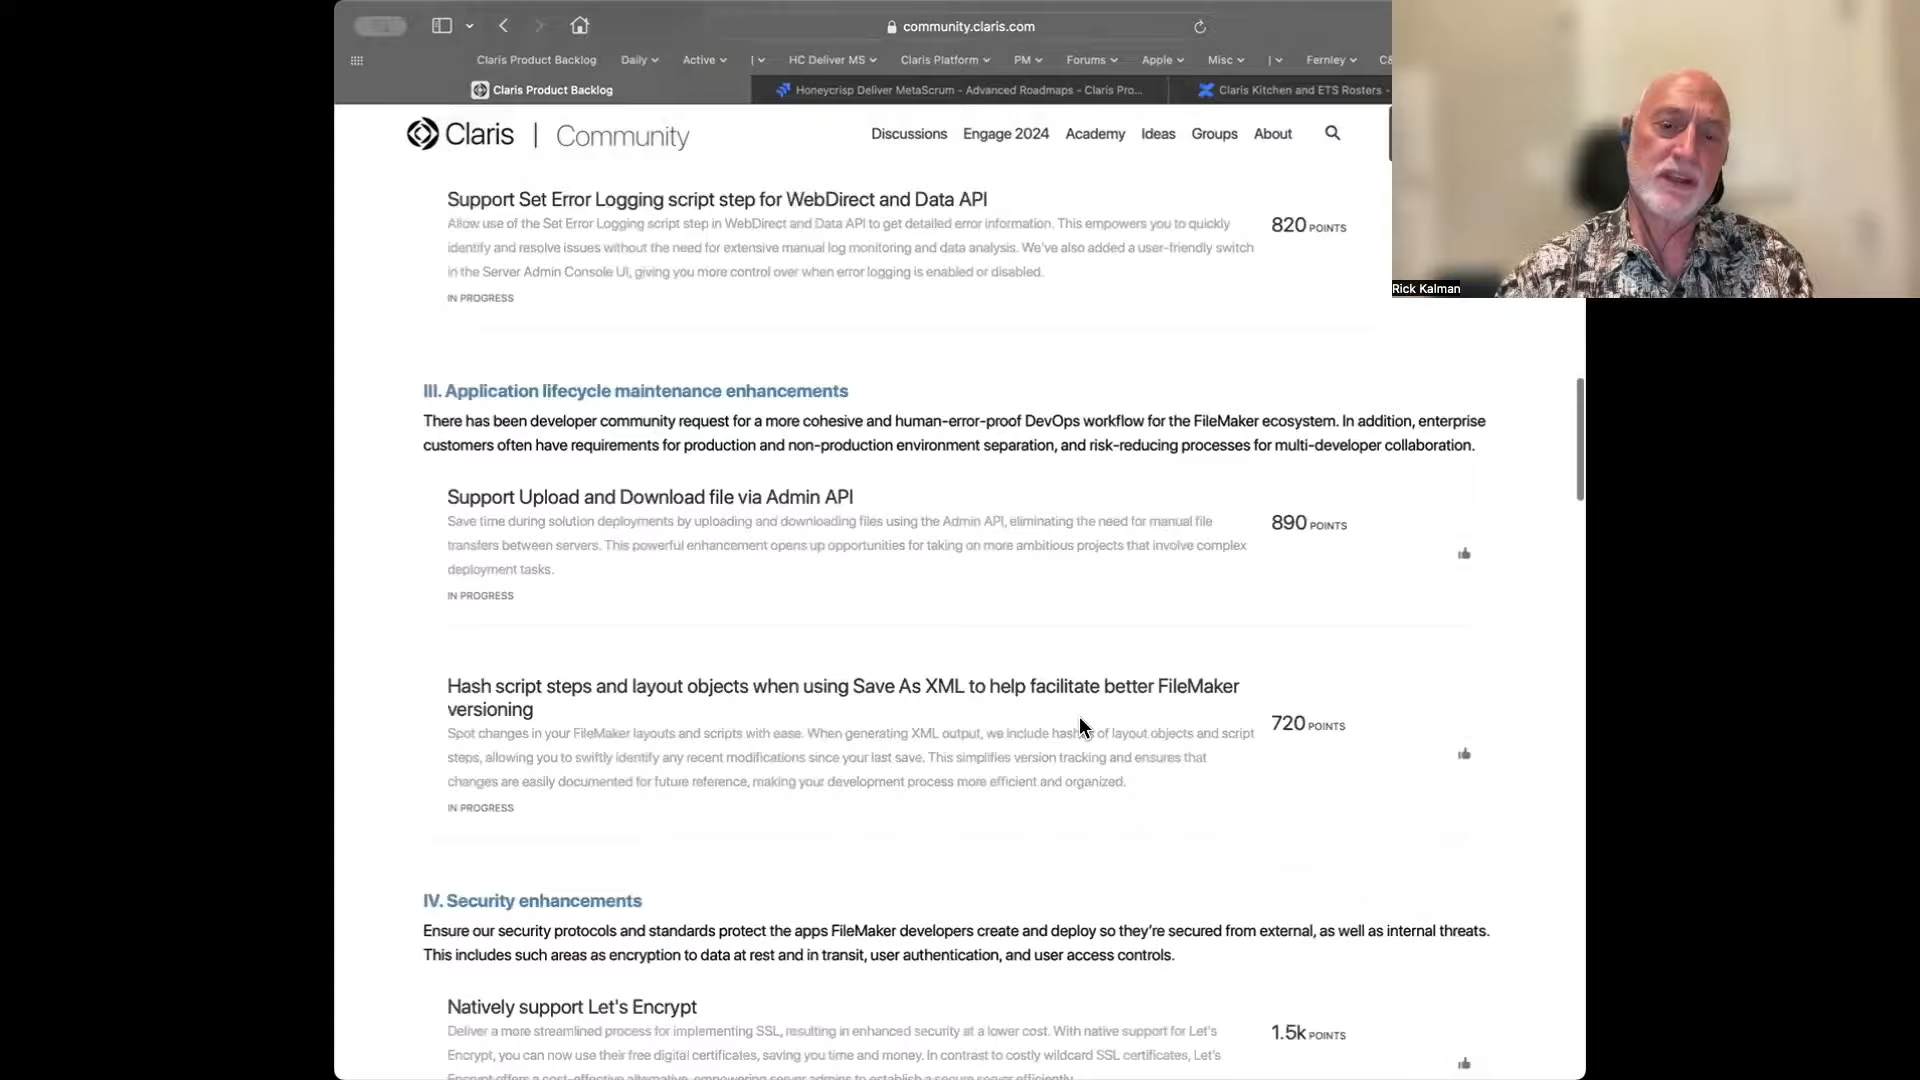 community.claris.com
Claris Product Backlog
Daily
Active
HC Deliver MS
Claris Platform
PM
Forums
Apple
Misc
Fernley
Claris Product Backlog
Honeycrisp Deliver MetaScrum - Advanced Roadmaps - Claris Pro...
Claris Kitchen and ETS Rosters -
Claris | Community
Discussions
Engage 2024
Academy
Ideas
Groups
About
Rick Kalman
Support Set Error Logging script step for WebDirect and Data API
Allow use of the Set Error Logging script step in WebDirect and Data API to get detailed error information. This empowers you to quickly
identify and resolve issues without the need for extensive manual log monitoring and data analysis. We've also added a user-friendly switch
in the Server Admin Console UI, giving you more control over when error logging is enabled or disabled.
820 POINTS
IN PROGRESS
III. Application lifecycle maintenance enhancements
There has been developer community request for a more cohesive and human-error-proof DevOps workflow for the FileMaker ecosystem. In addition, enterprise
customers often have requirements for production and non-production environment separation, and risk-reducing processes for multi-developer collaboration.
Support Upload and Download file via Admin API
Save time during solution deployments by uploading and downloading files using the Admin API, eliminating the need for manual file
transfers between servers. This powerful enhancement opens up opportunities for taking on more ambitious projects that involve complex
deployment tasks.
890 POINTS
IN PROGRESS
Hash script steps and layout objects when using Save As XML to help facilitate better FileMaker
versioning
Spot changes in your FileMaker layouts and scripts with ease. When generating XML output, we include of layout objects and script
steps, allowing you to swiftly identify any recent modifications since your last save. This simplifies version tracking and ensures that
changes are easily documented for future reference, making your development process more efficient and organized.
720 POINTS
IN PROGRESS
IV. Security enhancements
Ensure our security protocols and standards protect the apps FileMaker developers create and deploy so they're secured from external, as well as internal threats.
This includes such areas as encryption to data at rest and in transit, user authentication, and user access controls.
Natively support Let's Encrypt
Deliver a more streamlined process for implementing SSL, resulting in enhanced security at a lower cost. With native support for Let's
Encrypt, you can now use their free digital certificates, saving you time and money. In contrast to costly wildcard SSL certificates, Let's
Encrypt offers a cost-effective alternative, empowering server admins to establish a secure server efficiently.
1.5k POINTS